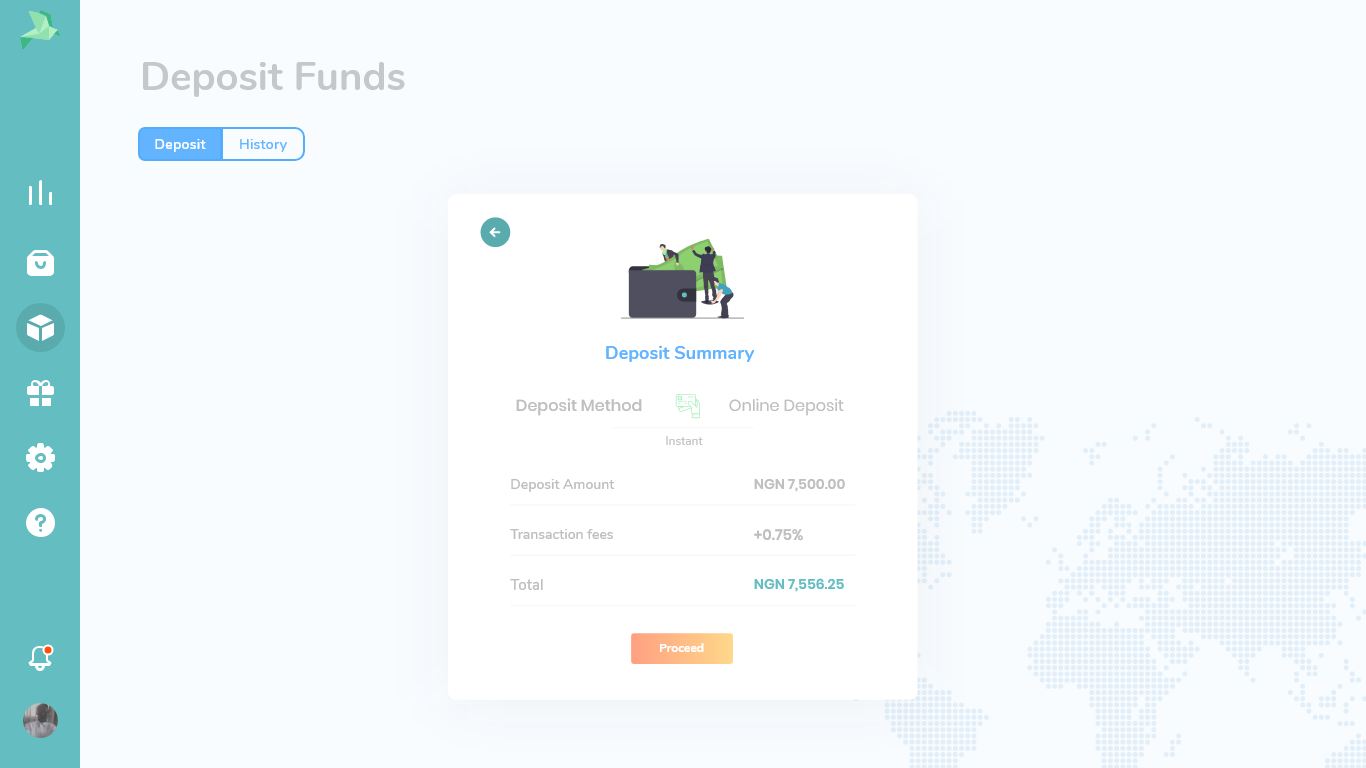 Deposit Funds
Deposit History
Deposit Summary
Deposit Method Online Deposit
Instant
Deposit Amount NGN 7,500.00
Transaction fees +0.75%
Total NGN 7,556.25
Proceed